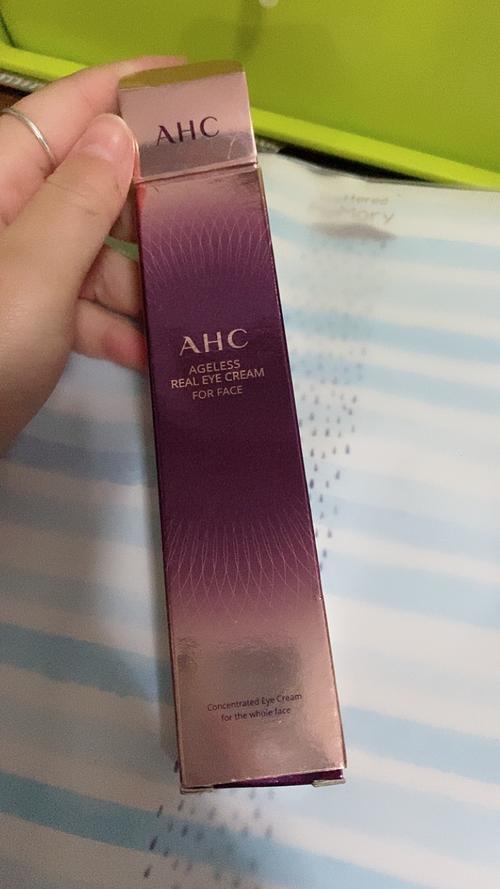 AHC
AHC
AGELESS
REAL EYE CREAM
FOR FACE
Concentrated Eye Cream
for the whole face